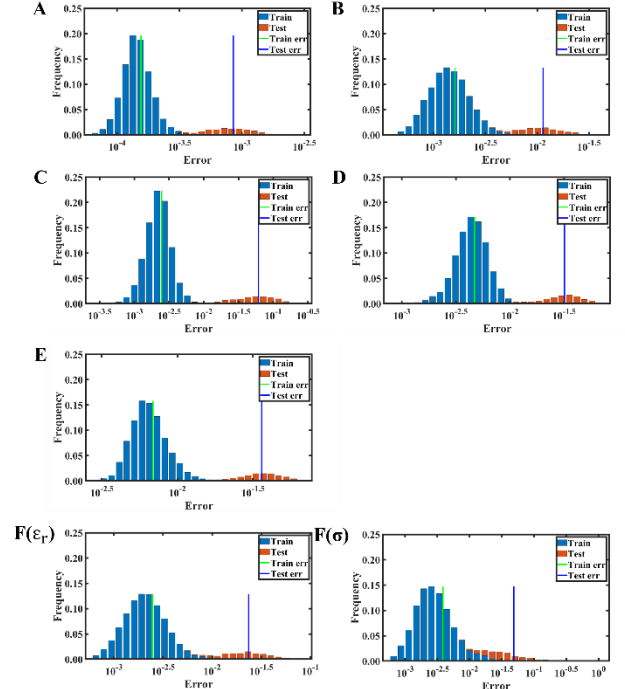 A
0.25
0.20
0.15
0.10
0.05
0.00
Frequency
10^-4
10^-3.5
10^-3
10^-2.5
Error
Train
Test
Train err
Test err
B
0.25
0.20
0.15
0.10
0.05
0.00
Frequency
10^-3
10^-2.5
10^-2
10^-1.5
Error
Train
Test
Train err
Test err
C
0.25
0.20
0.15
0.10
0.05
0.00
Frequency
10^-3.5
10^-3
10^-2.5
10^-2
10^-1.5
10^-1
10^-0.5
Error
Train
Test
Train err
Test err
D
0.25
0.20
0.15
0.10
0.05
0.00
Frequency
10^-3
10^-2.5
10^-2
10^-1.5
Error
Train
Test
Train err
Test err
E
0.25
0.20
0.15
0.10
0.05
0.00
Frequency
10^-2.5
10^-2
10^-1.5
Error
Train
Test
Train err
Test err
F(εr)
0.25
0.20
0.15
0.10
0.05
0.00
Frequency
10^-3
10^-2.5
10^-2
10^-1.5
10^-1
Error
Train
Test
Train err
Test err
F(σ)
0.25
0.20
0.15
0.10
0.05
0.00
Frequency
10^-3
10^-2.5
10^-2
10^-1.5
10^-1
10^-0.5
10^0
Error
Train
Test
Train err
Test err